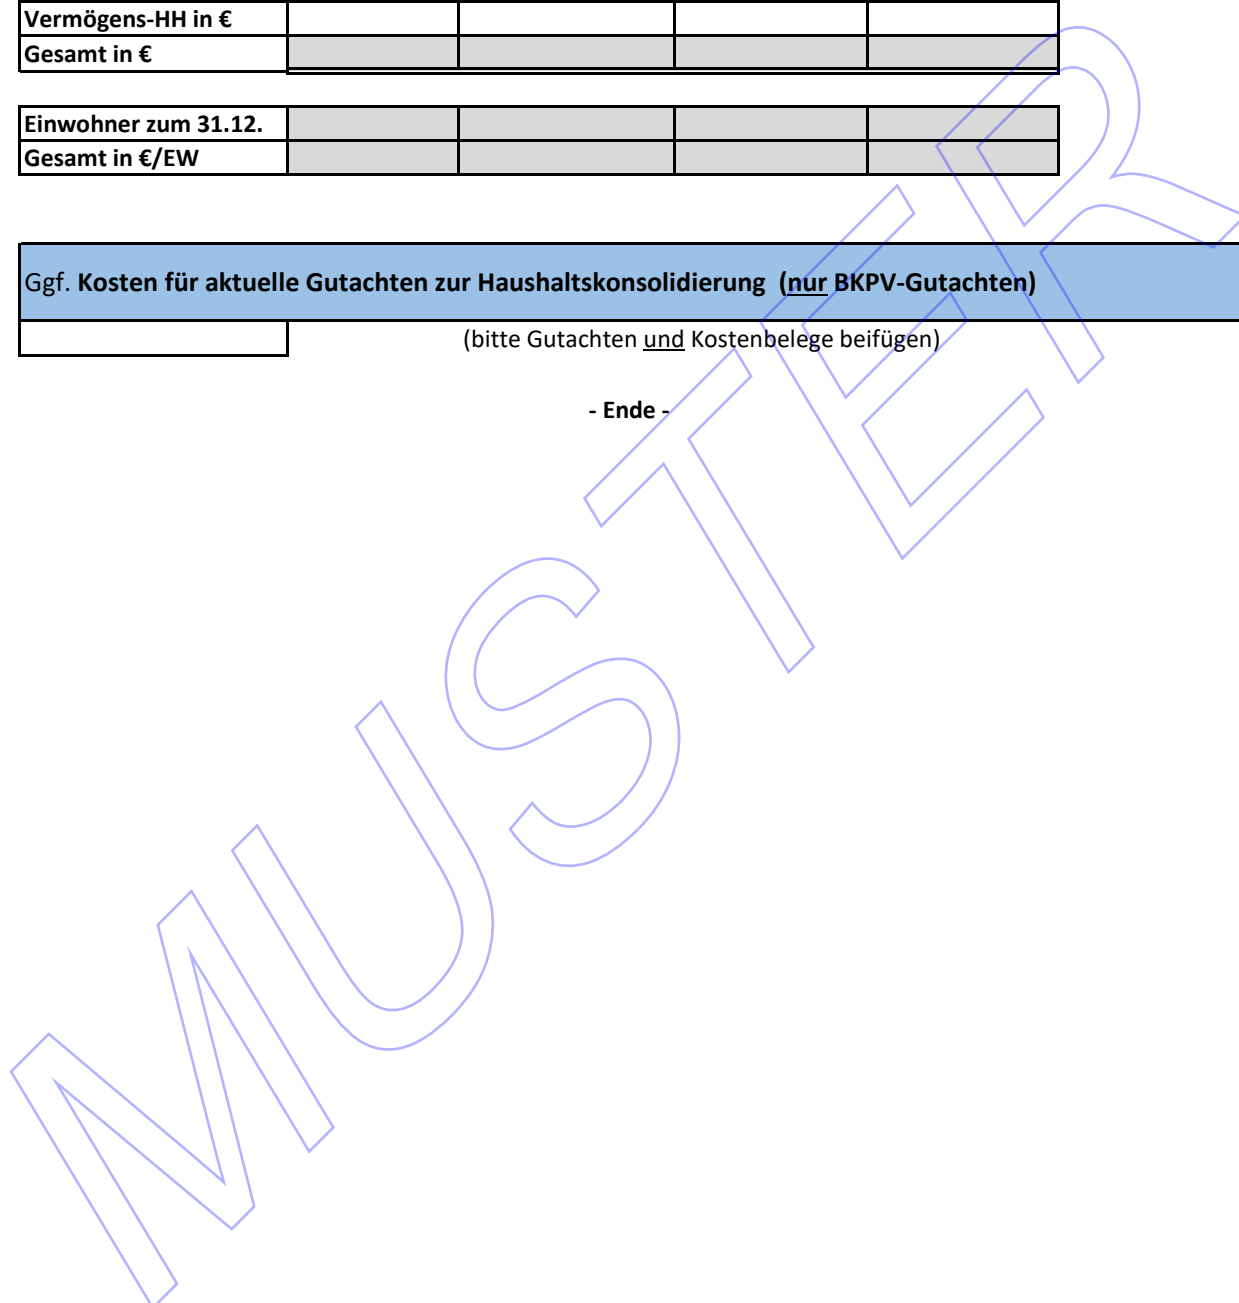 Vermögens-HH in €
Gesamt in €
Einwohner zum 31.12.
Gesamt in €/EW
Ggf. Kosten für aktuelle Gutachten zur Haushaltskonsolidierung (nur BKPV-Gutachten)
(bitte Gutachten und Kostenbelege beifügen)
- Ende -
MUSTER